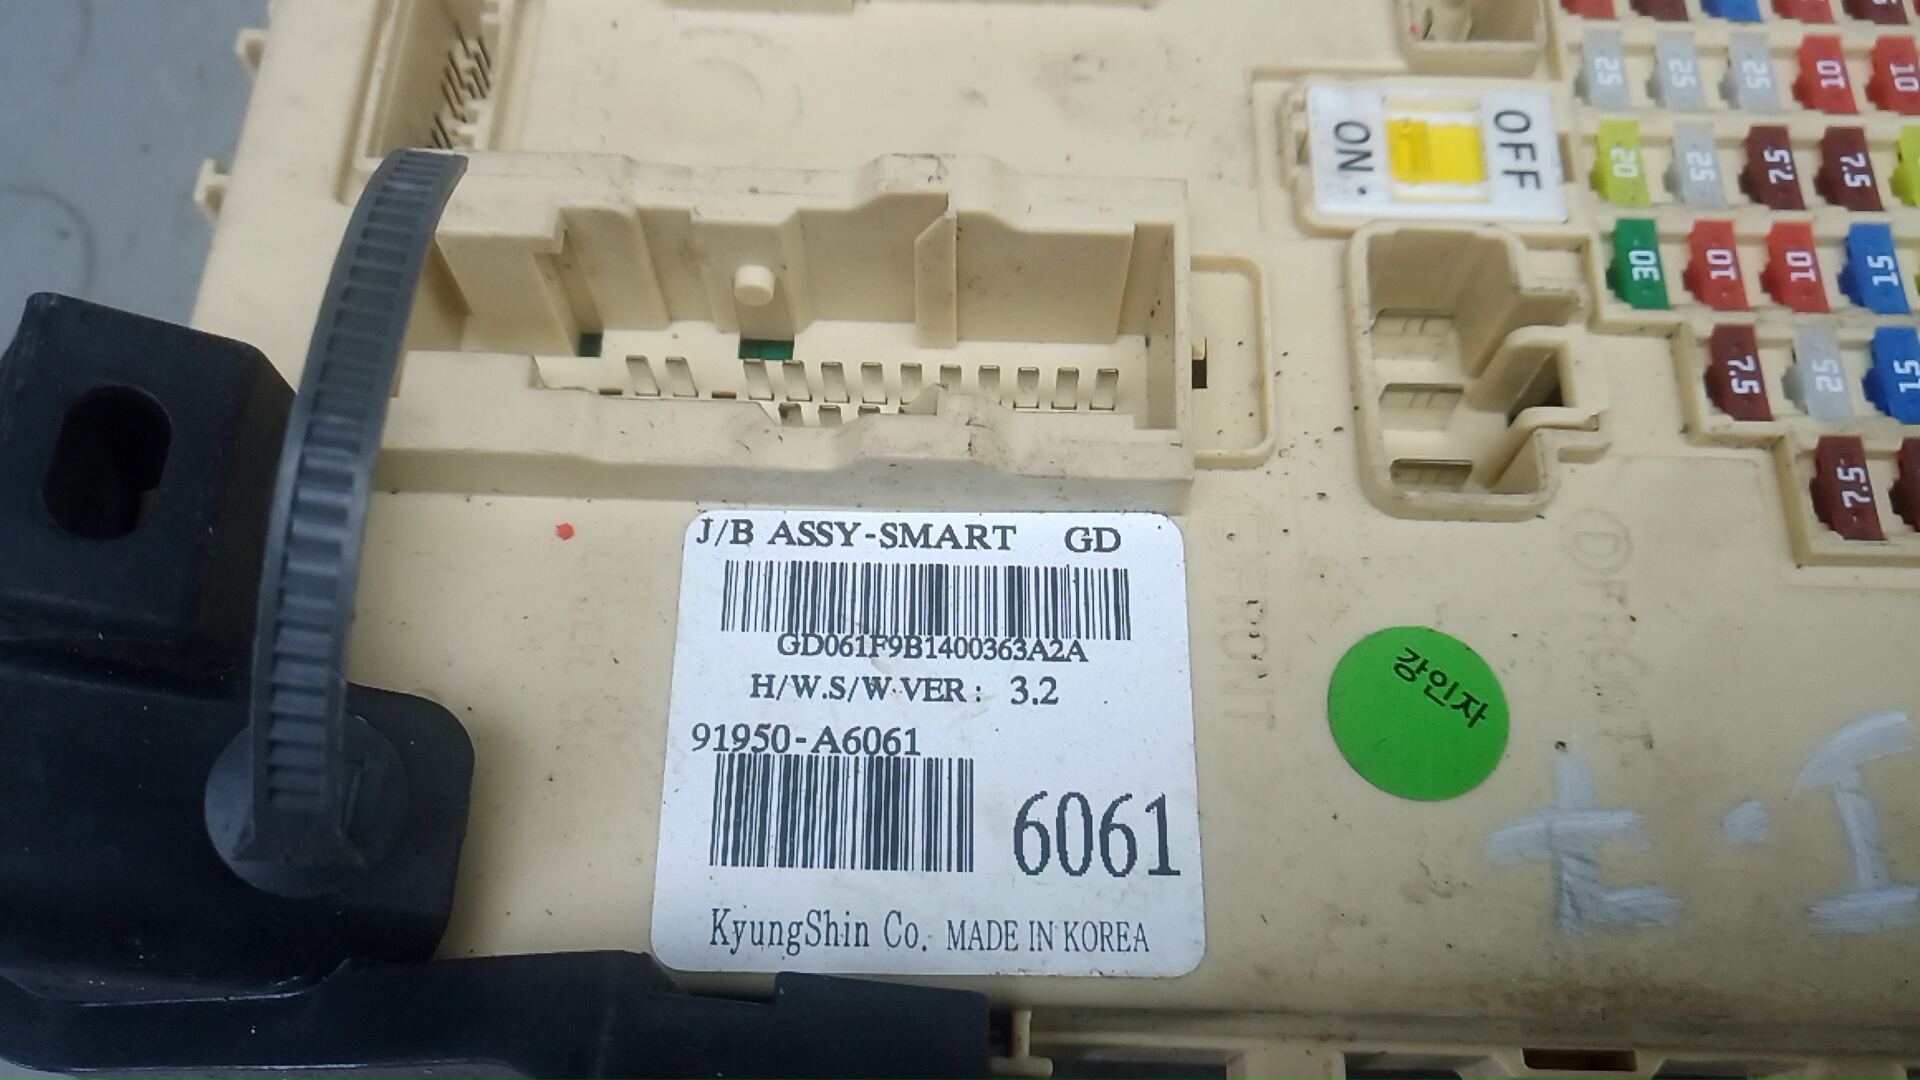 25
25
25
10
10
ON
OFF
20
25
7.5
7.5
30
10
10
15
7.5
25
15
7.5
J/B ASSY-SMART GD
GD061F9B1400363A2A
H/W.S/W VER : 3.2
91950-A6061
6061
KyungShin Co. MADE IN KOREA
강인자
FRONT
D FRONT